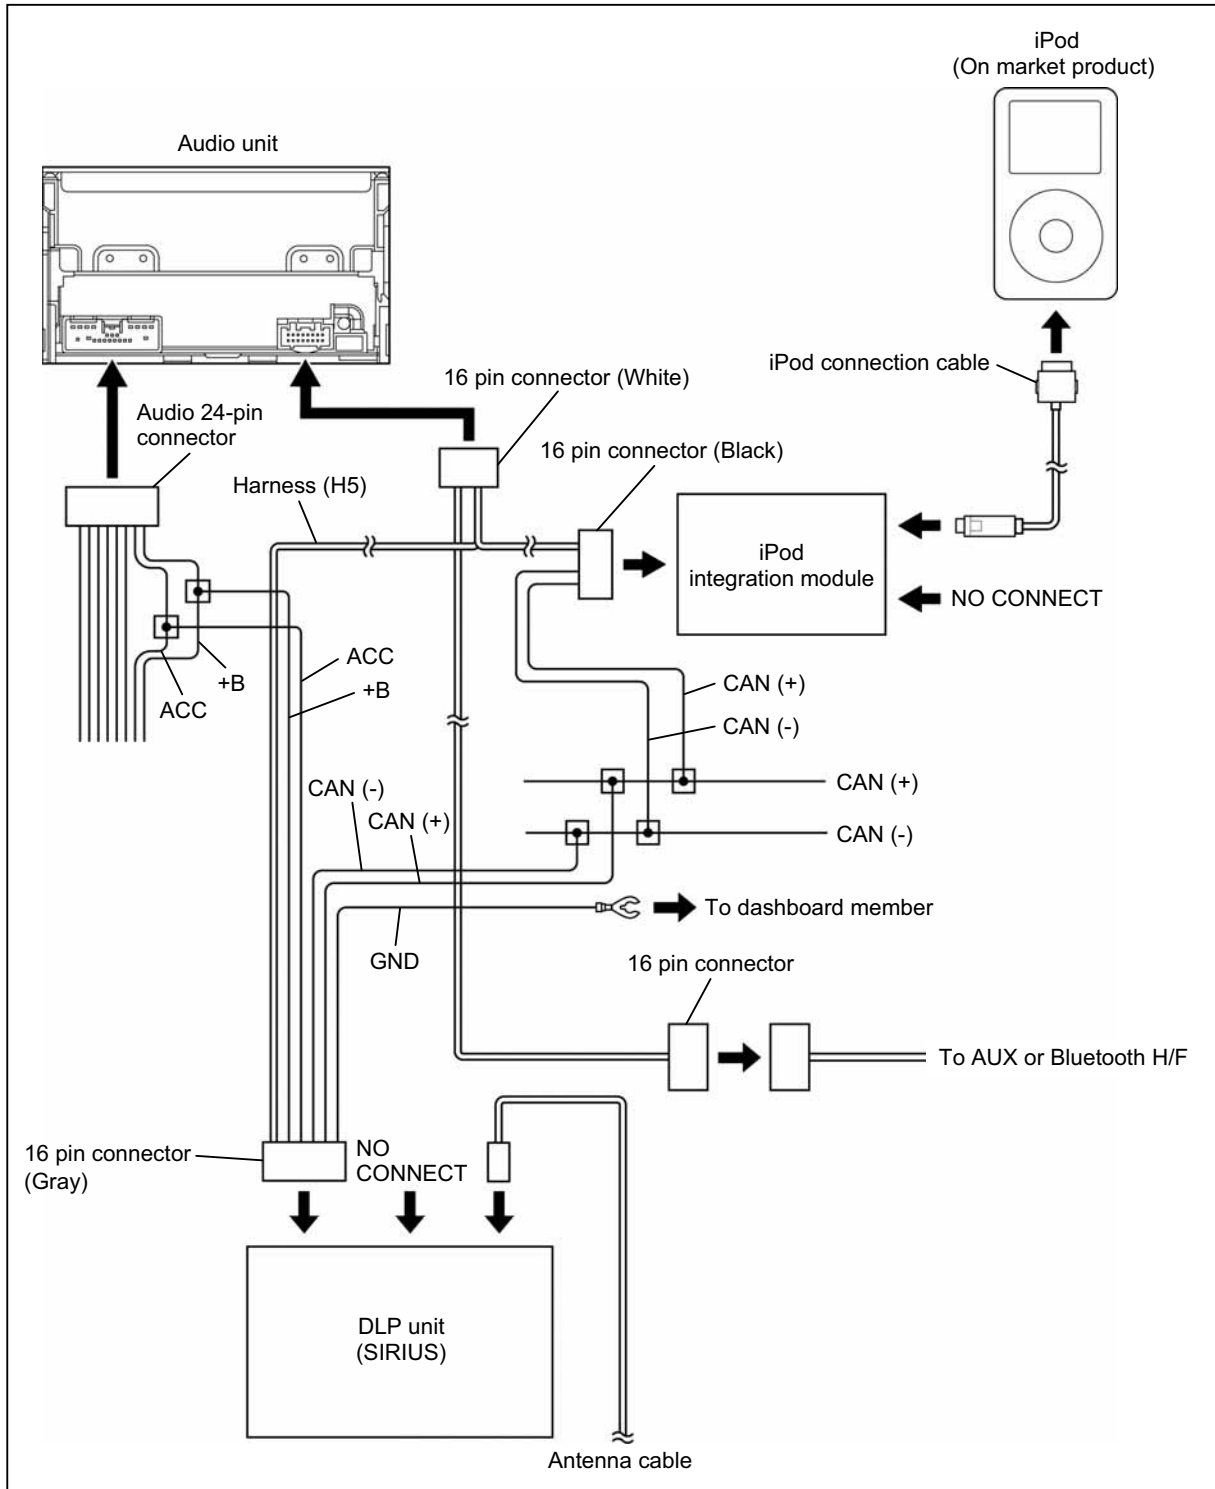 iPod
(On market product)
Audio unit
iPod connection cable
16 pin connector (White)
Audio 24-pin
connector
16 pin connector (Black)
Harness (H5)
iPod
integration module
NO CONNECT
ACC
+B
+B
ACC
CAN (+)
CAN (-)
CAN (-)
CAN (+)
CAN (+)
CAN (-)
To dashboard member
GND
16 pin connector
To AUX or Bluetooth H/F
16 pin connector
(Gray)
NO
CONNECT
DLP unit
(SIRIUS)
Antenna cable